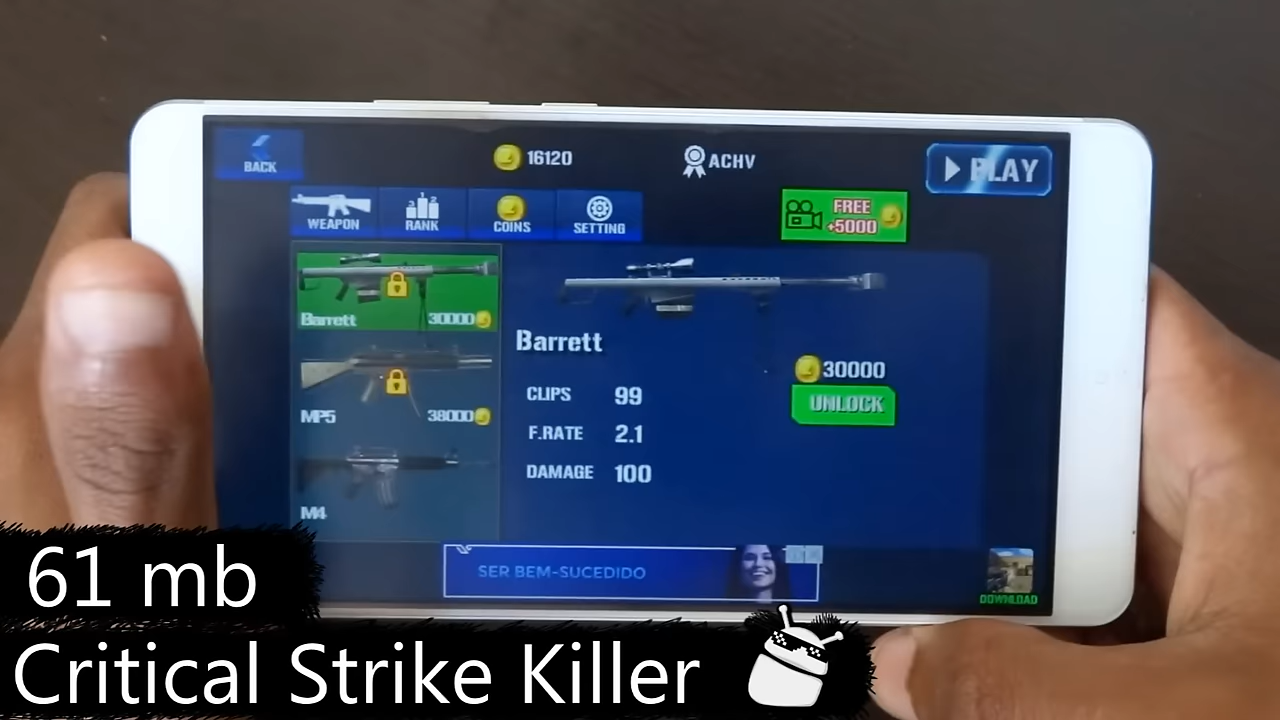 BACK
16120
ACHV
PLAY
WEAPON
RANK
COINS
SETTING
FREE
+5000
Barrett
30000
MP5
38000
M4
Barrett
CLIPS 99
F.RATE 2.1
DAMAGE 100
30000
UNLOCK
SER BEM-SUCEDIDO
DOWNLOAD
61 mb
Critical Strike Killer